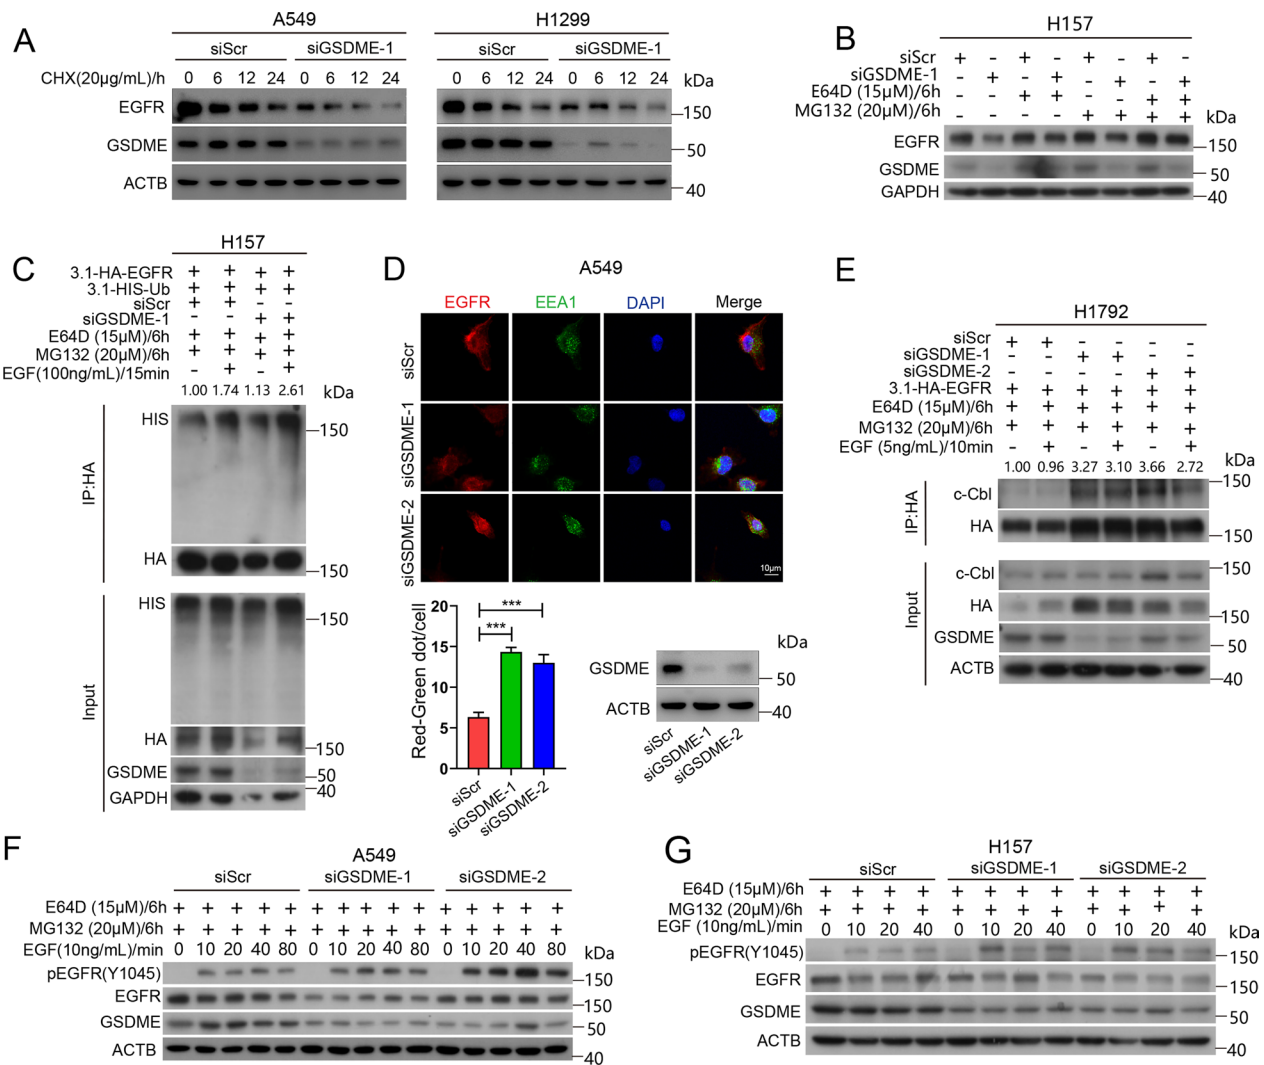 A
A549
H1299
siScr siGSDME-1 siScr siGSDME-1
CHX(20μg/mL)/h 0 6 12 24 0 6 12 24 0 6 12 24 0 6 12 24 kDa
EGFR 150
GSDME 50
ACTB 40
B
H157
siScr + - + - + - + -
siGSDME-1 - + - + - + - +
E64D (15μM)/6h - - + + - - + +
MG132 (20μM)/6h - - - - + + + + kDa
EGFR 150
GSDME 50
GAPDH 40
C
H157
3.1-HA-EGFR + + + +
3.1-HIS-Ub + + + +
siScr + + - -
siGSDME-1 - - + +
E64D (15μM)/6h + + + +
MG132 (20μM)/6h + + + +
EGF(100ng/mL)/15min - + - +
1.00 1.74 1.13 2.61 kDa
IP:HA
HIS 150
HA 150
Input
HIS 150
HA 150
GSDME 50
40
GAPDH
D
A549
EGFR EEA1 DAPI Merge
siScr
siGSDME-1
siGSDME-2
10μm
Red-Green dot/cell
20
15
10
5
0
***
***
siScr
siGSDME-1
siGSDME-2
kDa
GSDME 50
ACTB 40
siScr
siGSDME-1
siGSDME-2
E
H1792
siScr + + - - - -
siGSDME-1 - - + + - -
siGSDME-2 - - - - + +
3.1-HA-EGFR + + + + + +
E64D (15μM)/6h + + + + + +
MG132 (20μM)/6h + + + + + +
EGF (5ng/mL)/10min - + - + - +
1.00 0.96 3.27 3.10 3.66 2.72 kDa
IP:HA
c-Cbl 150
HA 150
Input
c-Cbl 150
HA 150
GSDME 50
ACTB 40
F
A549
siScr siGSDME-1 siGSDME-2
E64D (15μM)/6h + + + + + + + + + + + + + + +
MG132 (20μM)/6h + + + + + + + + + + + + + + +
EGF(10ng/mL)/min 0 10 20 40 80 0 10 20 40 80 0 10 20 40 80 kDa
pEGFR(Y1045) 150
EGFR 150
GSDME 50
ACTB 40
G
H157
siScr siGSDME-1 siGSDME-2
E64D (15μM)/6h + + + + + + + + + + + +
MG132 (20μM)/6h + + + + + + + + + + + +
EGF (10ng/mL)/min 0 10 20 40 0 10 20 40 0 10 20 40
kDa
pEGFR(Y1045) 150
EGFR 150
GSDME 50
ACTB 40